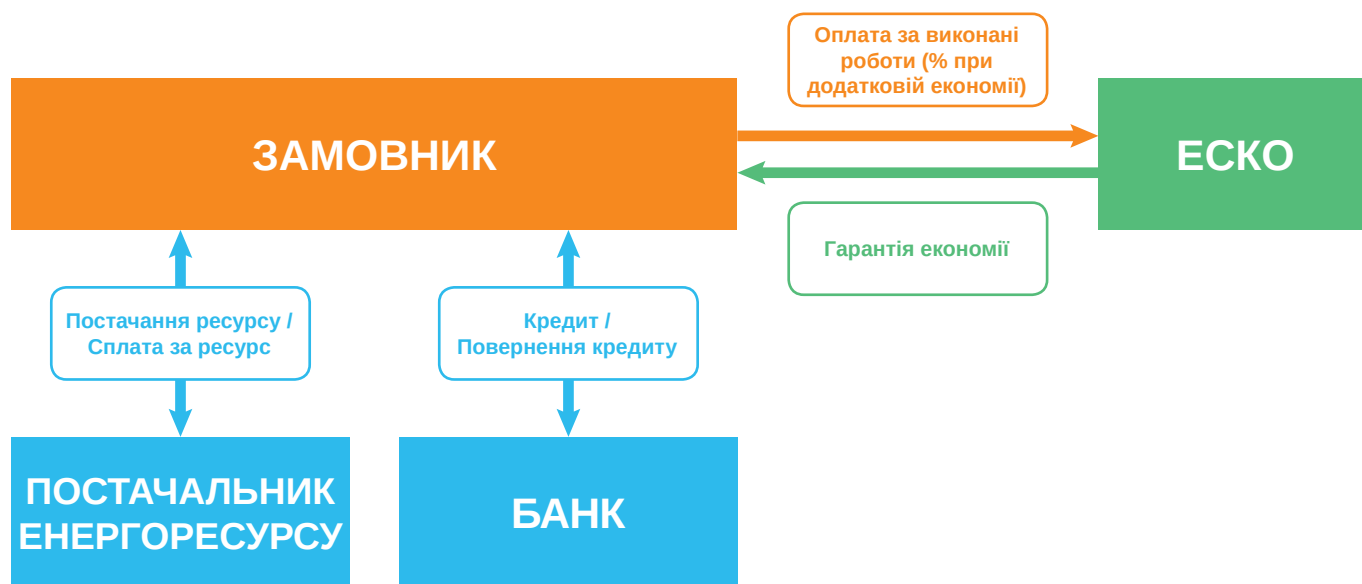 Оплата за виконані
роботи (% при
додатковій економії)
ЗАМОВНИК
ЕСКО
Гарантія економії
Постачання ресурсу /
Сплата за ресурс
Кредит /
Повернення кредиту
ПОСТАЧАЛЬНИК
ЕНЕРГОРЕСУРСУ
БАНК